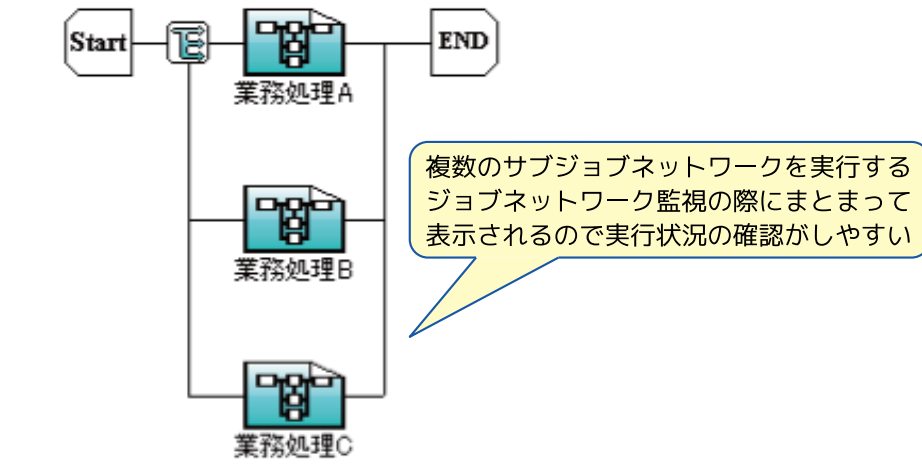 Start
END
業務処理A
複数のサブジョブネットワークを実行する
ジョブネットワーク監視の際にまとまって
表示されるので実行状況の確認がしやすい
業務処理B
業務処理C